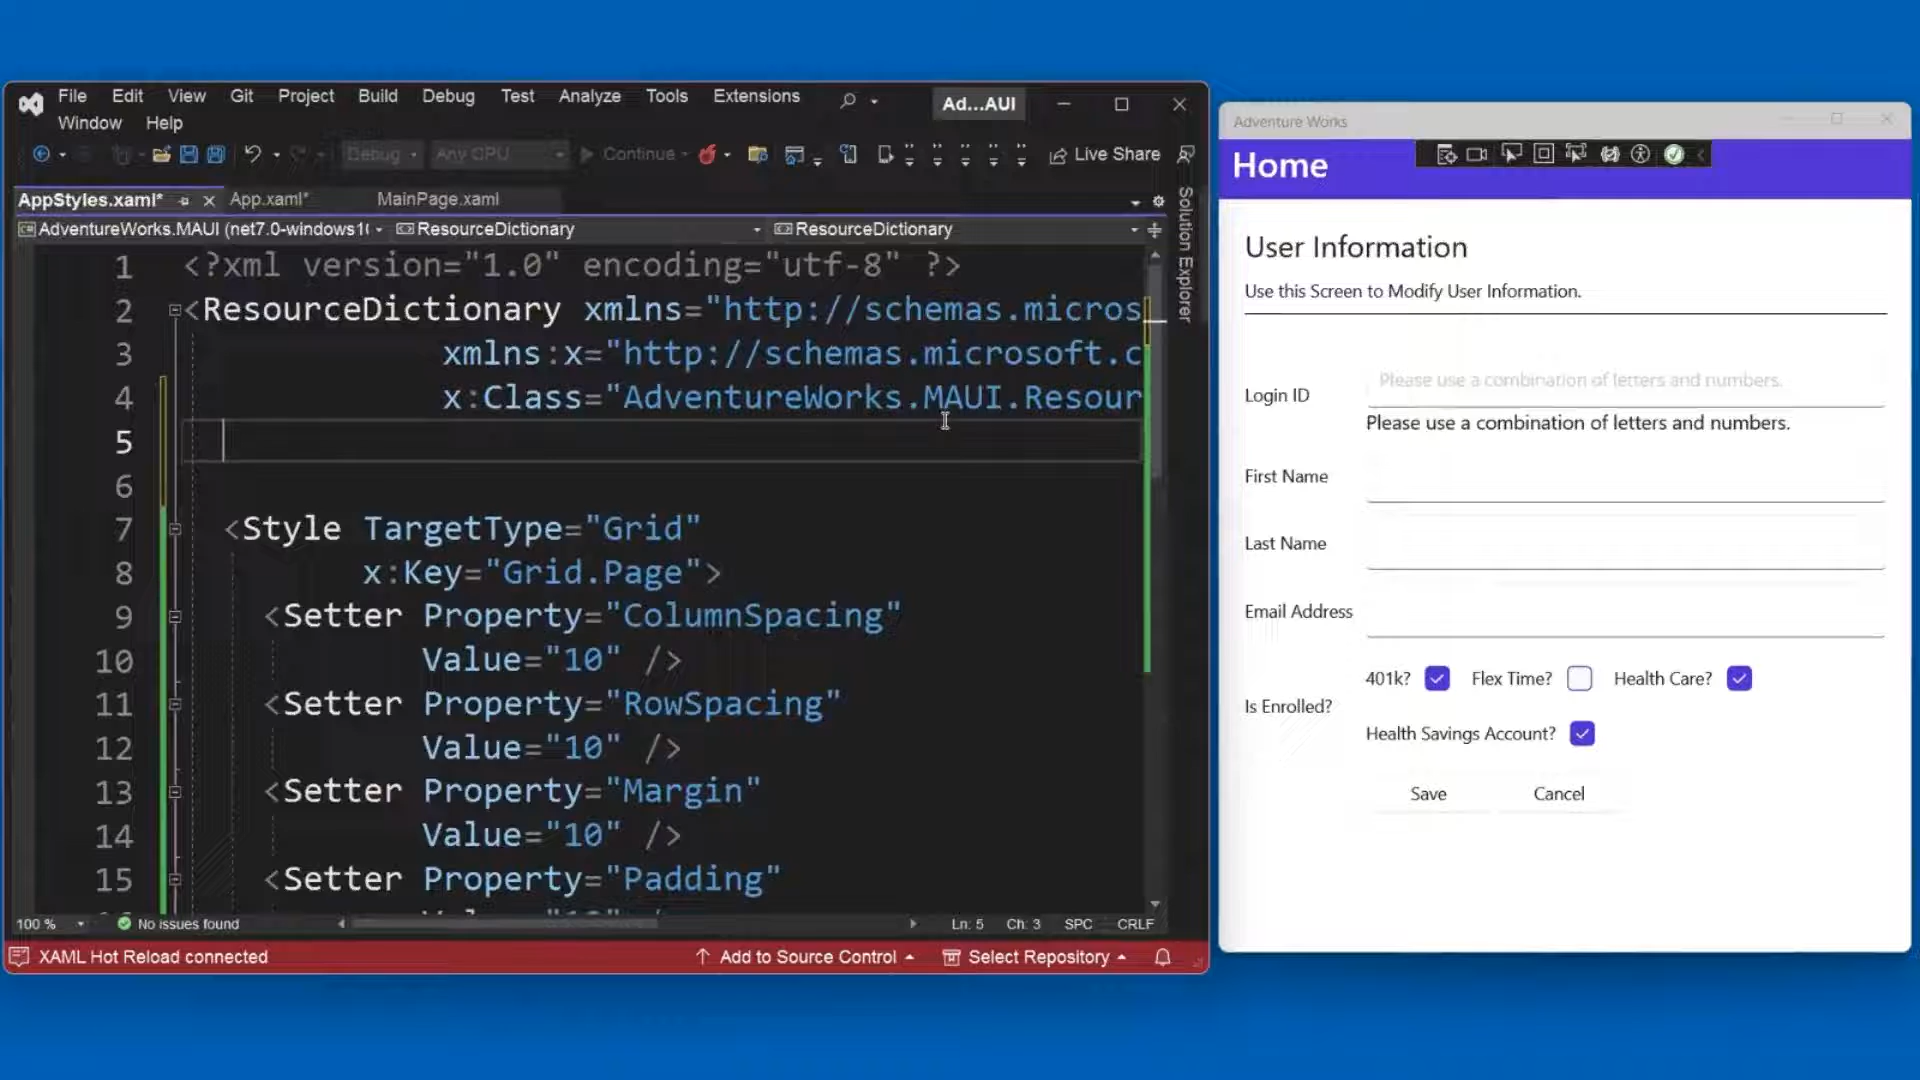 File Edit View Git Project Build Debug Test Analyze Tools Extensions
Ad...AUI
Window Help
Debug Any CPU Continue Live Share
AppStyles.xaml* App.xaml* MainPage.xaml
AdventureWorks.MAUI (net7.0-windows1( ResourceDictionary ResourceDictionary
Solution Explorer
1 <?xml version="1.0" encoding="utf-8" ?>
2 <ResourceDictionary xmlns="http://schemas.micros
3 xmlns:x="http://schemas.microsoft.c
4 x:Class="AdventureWorks.MAUI.Resour
5
6
7 <Style TargetType="Grid"
8 x:Key="Grid.Page">
9 <Setter Property="ColumnSpacing"
10 Value="10" />
11 <Setter Property="RowSpacing"
12 Value="10" />
13 <Setter Property="Margin"
14 Value="10" />
15 <Setter Property="Padding"
100 % No issues found Ln: 5 Ch: 3 SPC CRLF
XAML Hot Reload connected Add to Source Control Select Repository
Adventure Works
Home
User Information
Use this Screen to Modify User Information.
Login ID
Please use a combination of letters and numbers.
Please use a combination of letters and numbers.
First Name
Last Name
Email Address
Is Enrolled?
401k? Flex Time? Health Care?
Health Savings Account?
Save Cancel